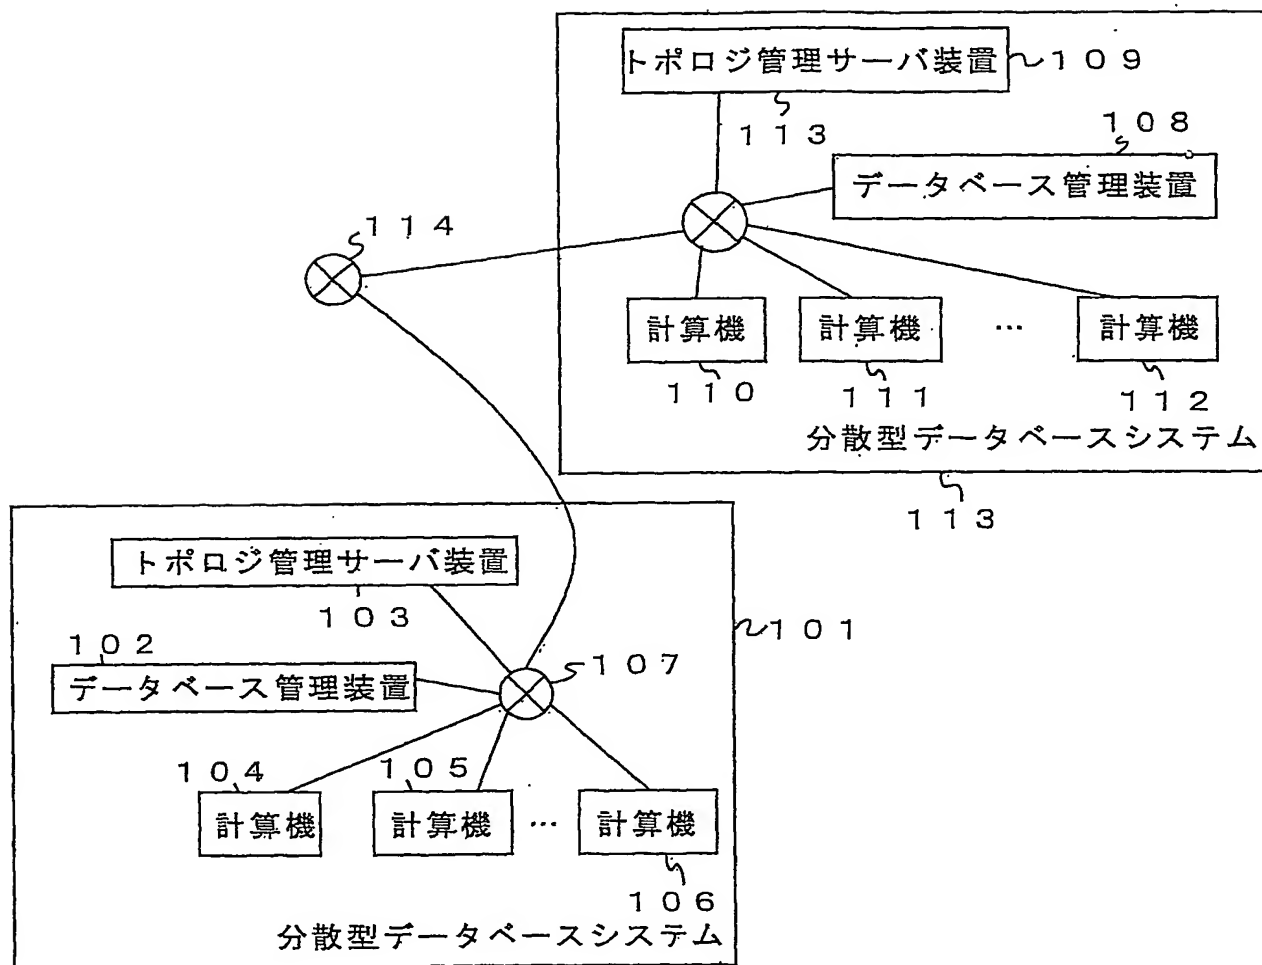 トポロジ管理サーバ装置 109
113
108
データベース管理装置
114
計算機 計算機 … 計算機
110 111 112
分散型データベースシステム
113
トポロジ管理サーバ装置
103
101
102
107
データベース管理装置
104 105
計算機 計算機 … 計算機
106
分散型データベースシステム